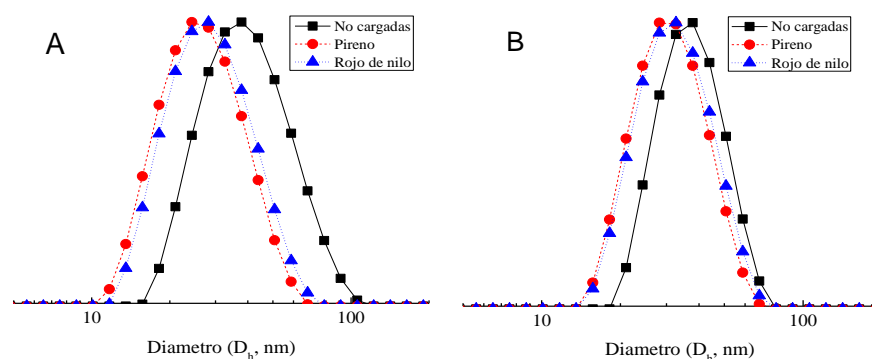 A
No cargadas
Pireno
Rojo de nilo
10
100
Diametro (Dh, nm)
B
No cargadas
Pireno
Rojo de nilo
10
100
Diametro (Dh, nm)